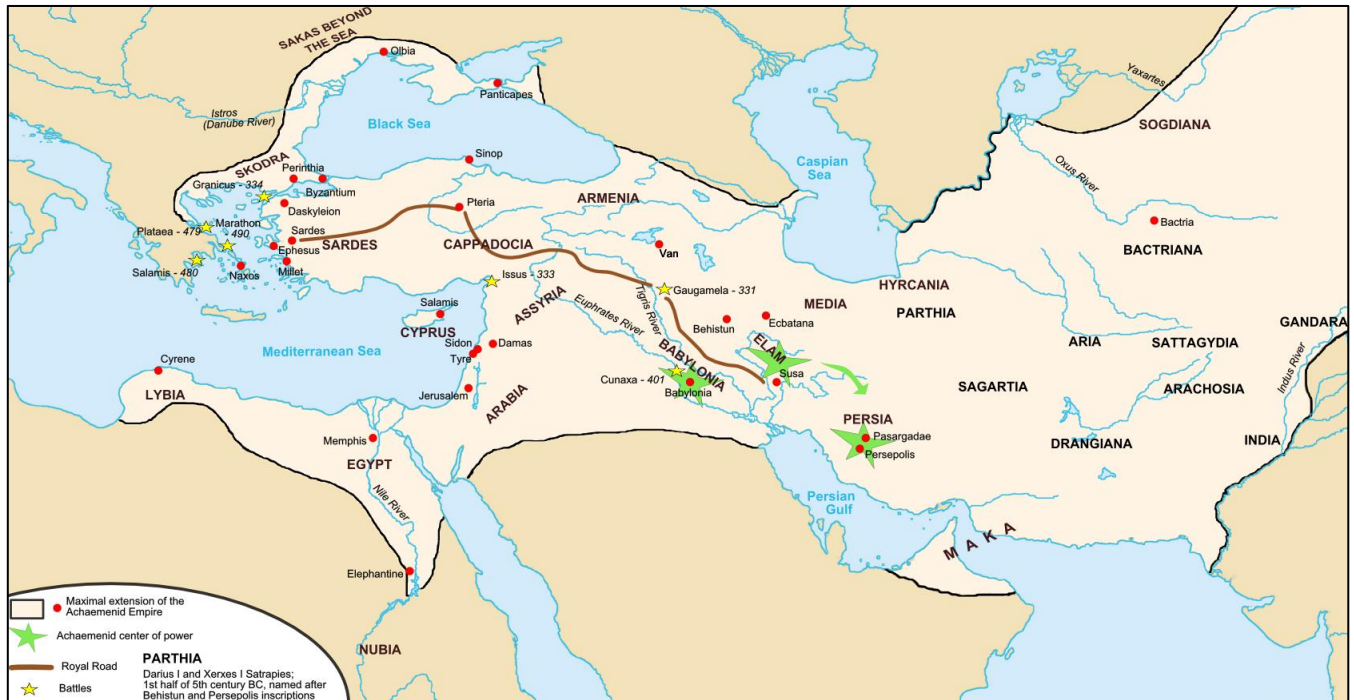 SAKAS BEYOND
THE SEA
Olbia
Panticapes
Yaxartes
Istros
(Danube River)
Black Sea
SOGDIANA
Caspian
Sea
Oxus River
SKODRA
Perinthia
Sinop
Granicus - 334
Byzantium
Daskyleion
Pteria
ARMENIA
Bactria
Marathon
- 490
Plataea - 479
Sardes
SARDES
CAPPADOCIA
Van
BACTRIANA
Ephesus
Salamis - 480
Naxos
Millet
Issus - 333
Gaugamela - 331
HYRCANIA
MEDIA
PARTHIA
Salamis
CYPRUS
ASSYRIA
Euphrates River
Tigris River
Behistun
Ecbatana
GANDARA
Mediterranean Sea
Sidon
Damas
Tyre
BABYLONIA
ELAM
ARIA
SATTAGYDIA
Cyrene
Cunaxa - 401
Susa
Babylonia
SAGARTIA
ARACHOSIA
Indus River
LYBIA
Jerusalem
ARABIA
PERSIA
Memphis
Pasargadae
Persepolis
DRANGIANA
INDIA
EGYPT
Nile River
Persian
Gulf
MAKA
Elephantine
NUBIA
Maximal extension of the
Achaemenid Empire
Achaemenid center of power
Royal Road
Battles
PARTHIA
Darius I and Xerxes I Satrapies;
1st half of 5th century BC, named after
Behistun and Persepolis inscriptions